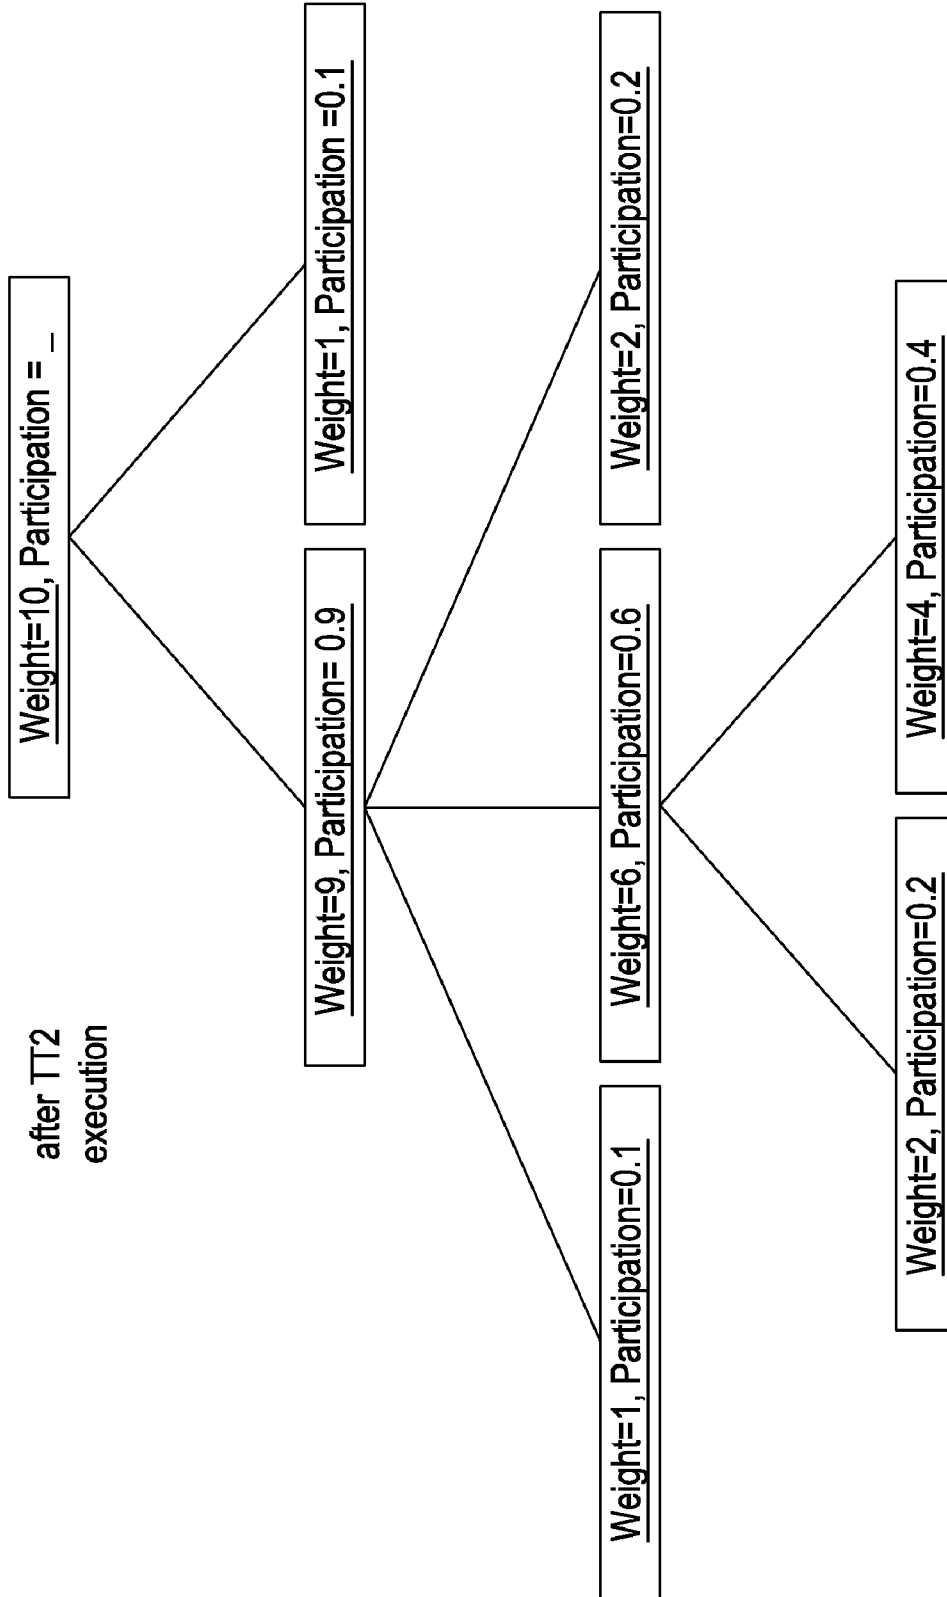 after TT2
execution
Weight=10, Participation = _
Weight=9, Participation= 0.9
Weight=1, Participation =0.1
Weight=1, Participation=0.1
Weight=6, Participation=0.6
Weight=2, Participation=0.2
Weight=2, Participation=0.2
Weight=4, Participation=0.4